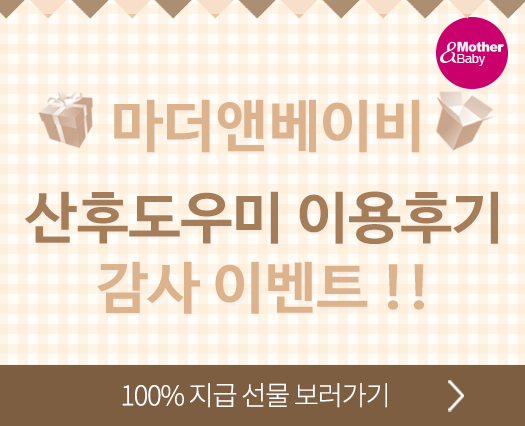 Mother
&Baby
마더앤베이비
산후도우미 이용후기
감사 이벤트 !!
100% 지급 선물 보러가기